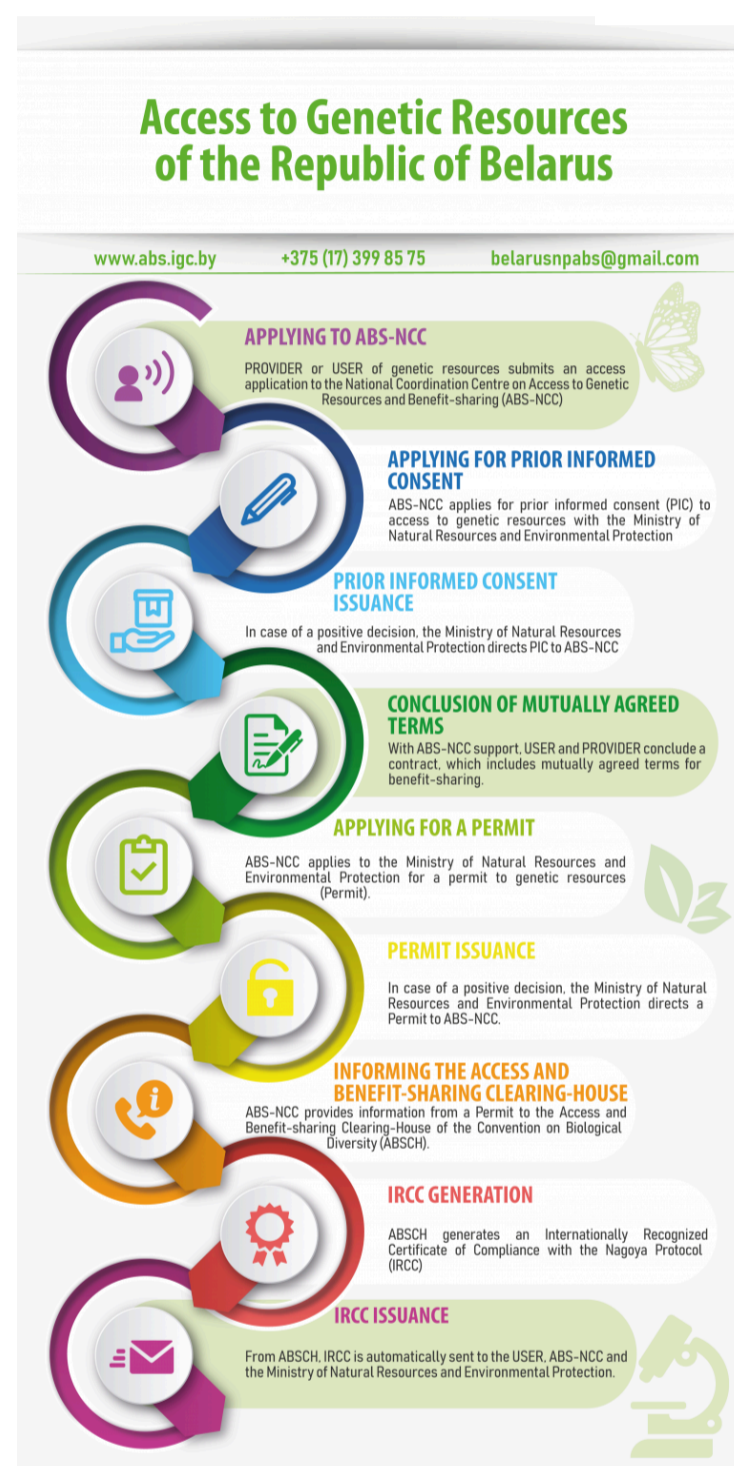 Access to Genetic Resources
of the Republic of Belarus
www.abs.igc.by +375 (17) 399 85 75 belarusnpabs@gmail.com
APPLYING TO ABS-NCC
PROVIDER or USER of genetic resources submits an access
application to the National Coordination Centre on Access to Genetic
Resources and Benefit-sharing (ABS-NCC)
APPLYING FOR PRIOR INFORMED
CONSENT
ABS-NCC applies for prior informed consent (PIC) to
access to genetic resources with the Ministry of
Natural Resources and Environmental Protection
PRIOR INFORMED CONSENT
ISSUANCE
In case of a positive decision, the Ministry of Natural Resources
and Environmental Protection directs PIC to ABS-NCC
CONCLUSION OF MUTUALLY AGREED
TERMS
With ABS-NCC support, USER and PROVIDER conclude a
contract, which includes mutually agreed terms for
benefit-sharing.
APPLYING FOR A PERMIT
ABS-NCC applies to the Ministry of Natural Resources and
Environmental Protection for a permit to genetic resources
(Permit).
PERMIT ISSUANCE
In case of a positive decision, the Ministry of Natural
Resources and Environmental Protection directs a
Permit to ABS-NCC.
INFORMING THE ACCESS AND
BENEFIT-SHARING CLEARING-HOUSE
ABS-NCC provides information from a Permit to the Access and
Benefit-sharing Clearing-House of the Convention on Biological
Diversity (ABSCH).
IRCC GENERATION
ABSCH generates an Internationally Recognized
Certificate of Compliance with the Nagoya Protocol
(IRCC)
IRCC ISSUANCE
From ABSCH, IRCC is automatically sent to the USER, ABS-NCC and
the Ministry of Natural Resources and Environmental Protection.